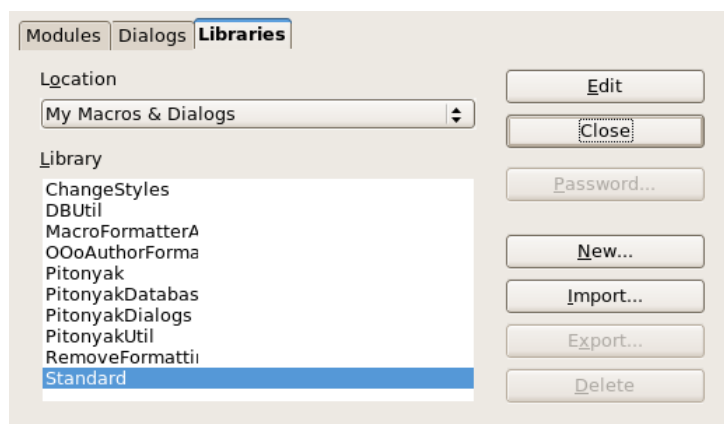 Modules Dialogs Libraries
Location
My Macros & Dialogs
Library
ChangeStyles
DBUtil
MacroFormatterA
OOoAuthorForma
Pitonyak
PitonyakDatabas
PitonyakDialogs
PitonyakUtil
RemoveFormatti
Standard
Edit
Close
Password...
New...
Import...
Export...
Delete